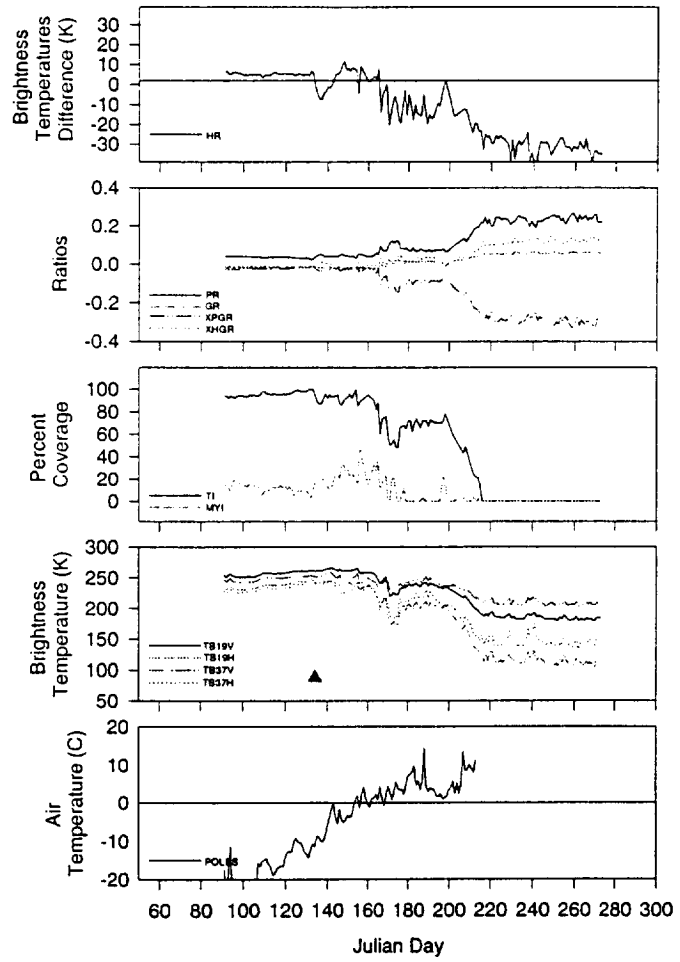 Brightness
Temperatures
Difference (K)
30
20
10
0
-10
-20
-30
HR
Ratios
0.4
0.2
0.0
-0.2
-0.4
PR
GR
XPGR
XHGR
Percent
Coverage
100
80
60
40
20
0
TI
MYI
Brightness
Temperature (K)
300
250
200
150
100
50
TB19V
TB19H
TB37V
TB37H
Air
Temperature (C)
20
10
0
-10
-20
POLES
60 80 100 120 140 160 180 200 220 240 260 280 300
Julian Day